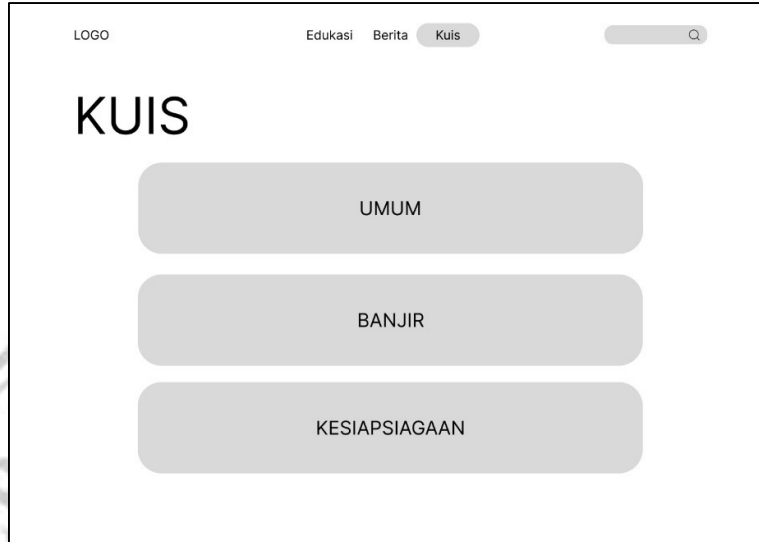 LOGO Edukasi Berita Kuis
KUIS
UMUM
BANJIR
KESIAPSIAGAAN